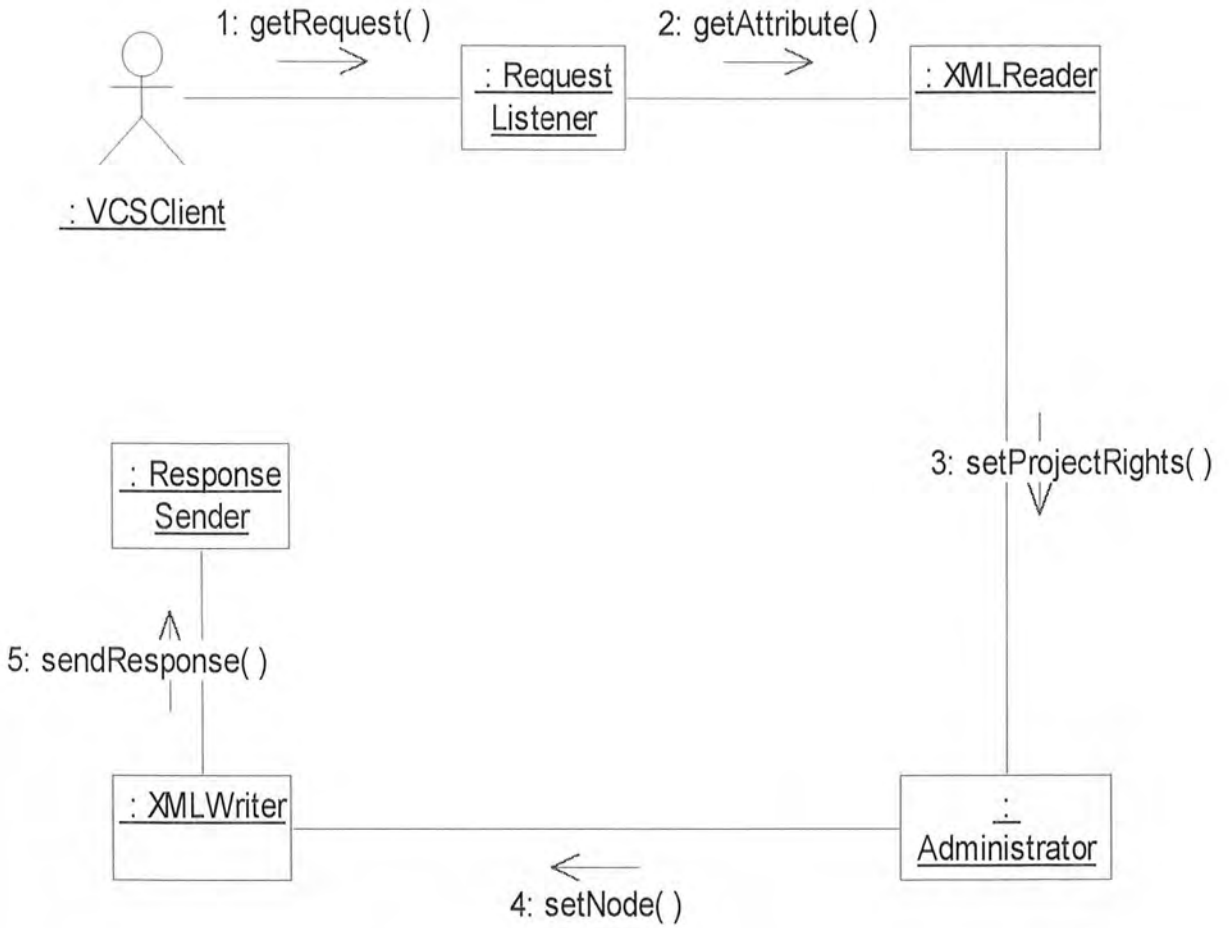 1: getRequest( )
2: getAttribute( )
: Request
Listener
: XMLReader
: VCSClient
3: setProjectRights( )
: Response
Sender
5: sendResponse( )
: XMLWriter
:
Administrator
4: setNode( )